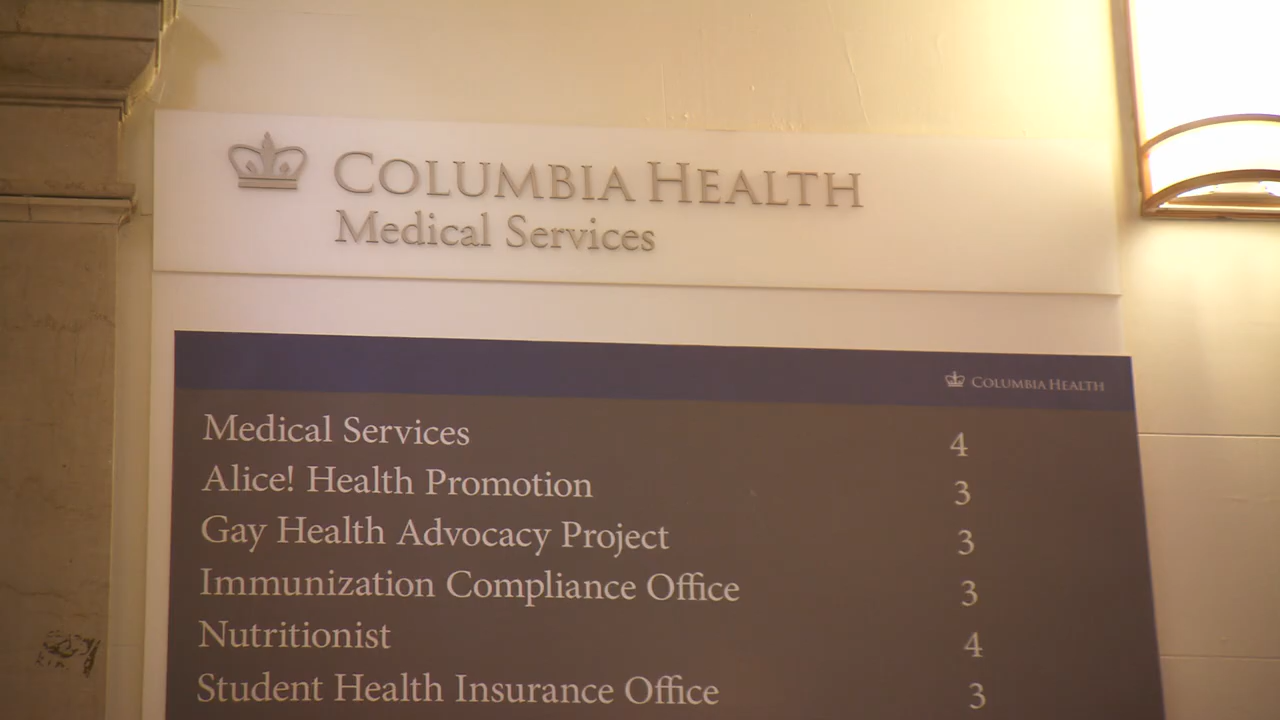 COLUMBIA HEALTH
Medical Services
COLUMBIA HEALTH
Medical Services 4
Alice! Health Promotion 3
Gay Health Advocacy Project 3
Immunization Compliance Office 3
Nutritionist 4
Student Health Insurance Office 3